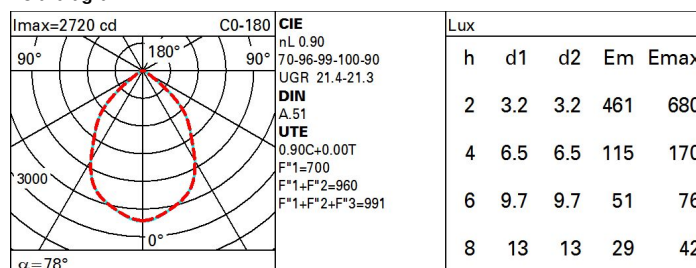 Imax=2720 cd C0-180
90° 180° 90°
3000
0°
α=78°
CIE
nL 0.90
70-96-99-100-90
UGR 21.4-21.3
DIN
A.51
UTE
0.90C+0.00T
F"1=700
F"1+F"2=960
F"1+F"2+F"3=991
Lux
h d1 d2 Em Emax
2 3.2 3.2 461 680
4 6.5 6.5 115 170
6 9.7 9.7 51 76
8 13 13 29 42